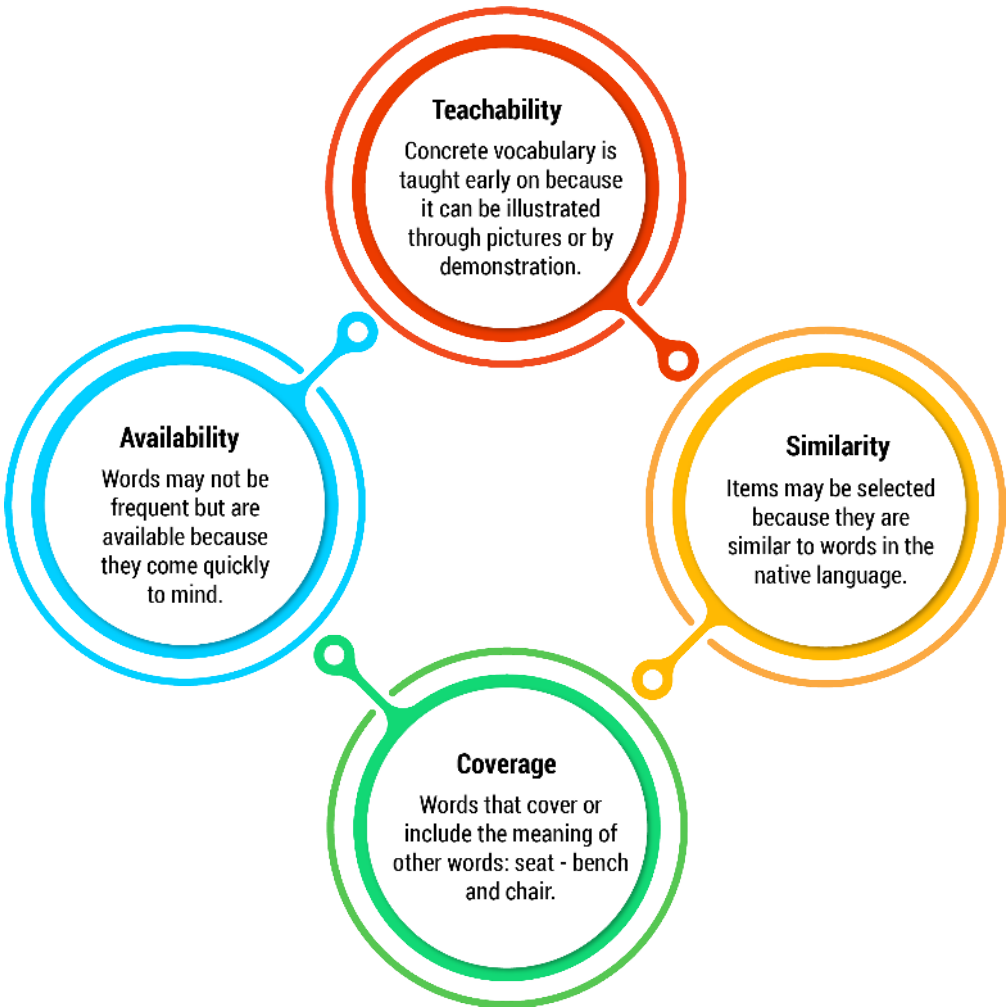 Teachability
Concrete vocabulary is
taught early on because
it can be illustrated
through pictures or by
demonstration.
Availability
Words may not be
frequent but are
available because
they come quickly
to mind.
Similarity
Items may be selected
because they are
similar to words in the
native language.
Coverage
Words that cover or
include the meaning of
other words: seat - bench
and chair.